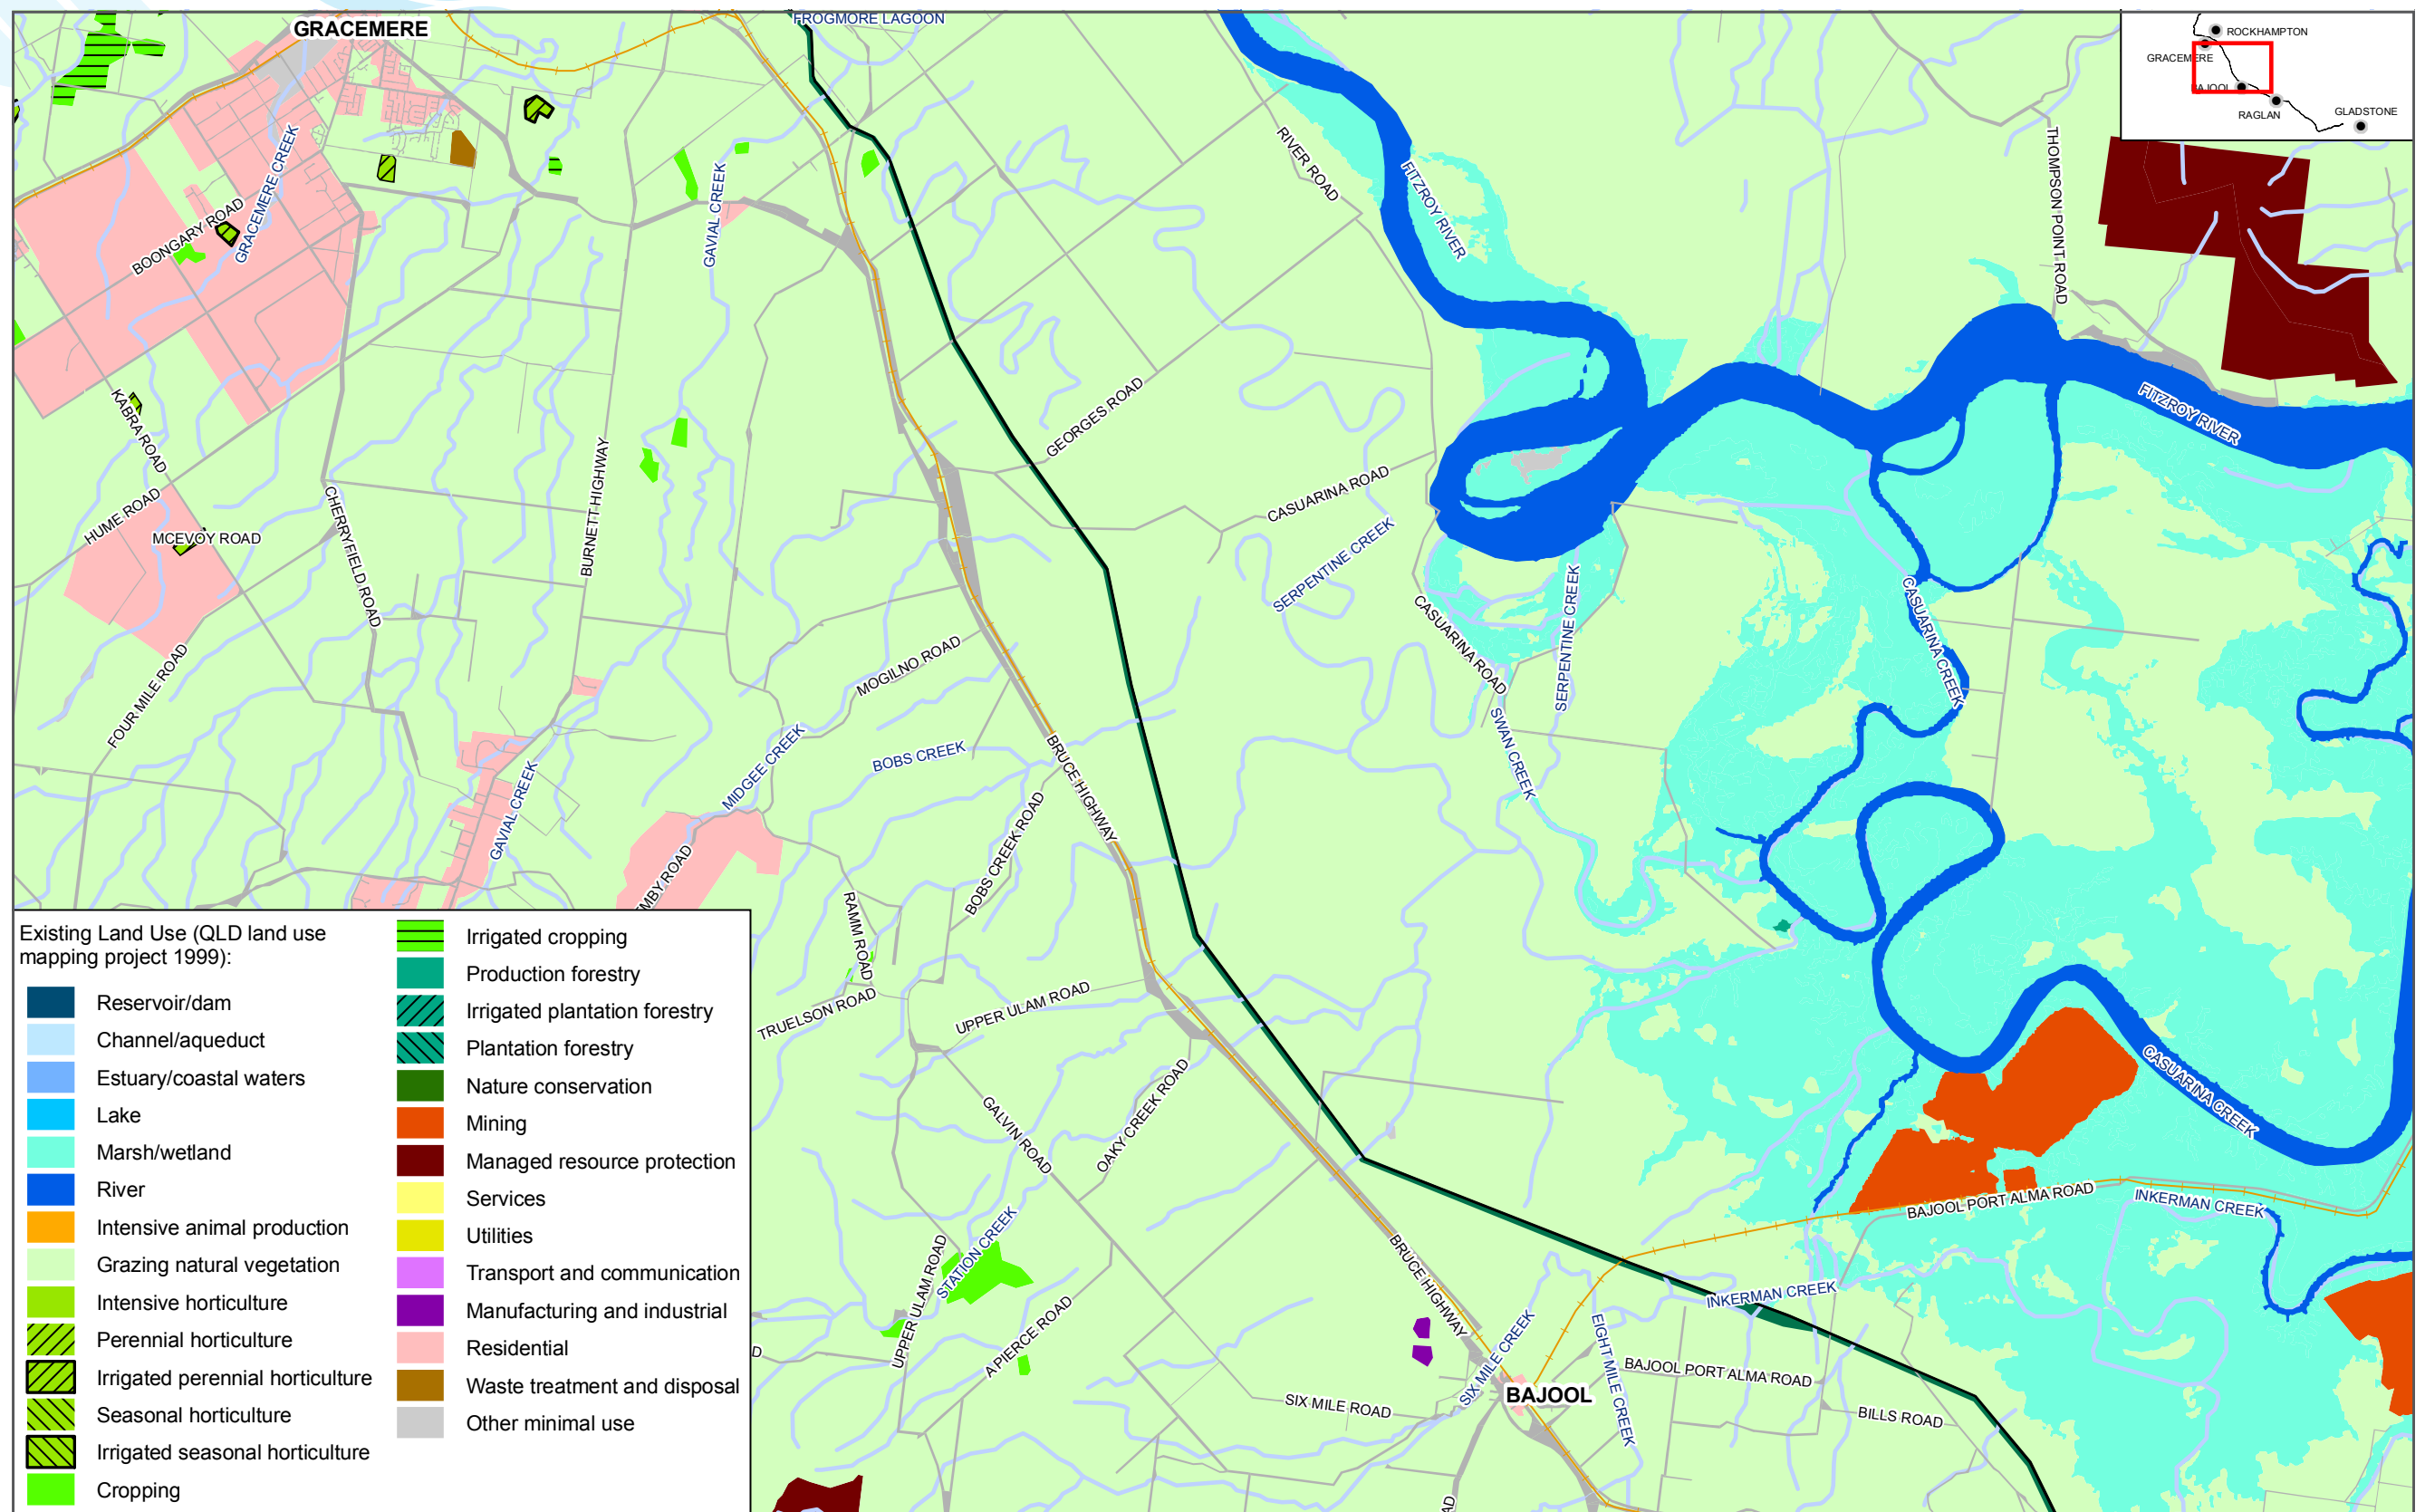 GRACEMERE
FROGMORE LAGOON
ROCKHAMPTON
GRACEMERE
BAJOOL
RAGLAN
GLADSTONE
RIVER ROAD
FITZROY RIVER
THOMPSON POINT ROAD
GRACEMERE CREEK
BOONGARY ROAD
GAVIAL CREEK
KABRA ROAD
GEORGES ROAD
FITZROY RIVER
HUME ROAD
MCEVOY ROAD
CHERRYFIELD ROAD
BURNETT HIGHWAY
CASUARINA ROAD
SERPENTINE CREEK
CASUARINA ROAD
SERPENTINE CREEK
CASUARINA CREEK
FOUR MILE ROAD
MOGILNO ROAD
MIDGEE CREEK
BOBS CREEK
BRUCE HIGHWAY
SWAN CREEK
GAVIAL CREEK
BOBS CREEK ROAD
EMBY ROAD
RAMM ROAD
TRUELSON ROAD
UPPER ULAM ROAD
GALVIN ROAD
OAKY CREEK ROAD
CASUARINA CREEK
BAJOOL PORT ALMA ROAD
INKERMAN CREEK
STATION CREEK
UPPER ULAM ROAD
A PIERCE ROAD
BRUCE HIGHWAY
INKERMAN CREEK
SIX MILE CREEK
EIGHT MILE CREEK
BAJOOL PORT ALMA ROAD
SIX MILE ROAD
BAJOOL
BILLS ROAD
D
AD
Existing Land Use (QLD land use
mapping project 1999):
Reservoir/dam
Channel/aqueduct
Estuary/coastal waters
Lake
Marsh/wetland
River
Intensive animal production
Grazing natural vegetation
Intensive horticulture
Perennial horticulture
Irrigated perennial horticulture
Seasonal horticulture
Irrigated seasonal horticulture
Cropping
Irrigated cropping
Production forestry
Irrigated plantation forestry
Plantation forestry
Nature conservation
Mining
Managed resource protection
Services
Utilities
Transport and communication
Manufacturing and industrial
Residential
Waste treatment and disposal
Other minimal use